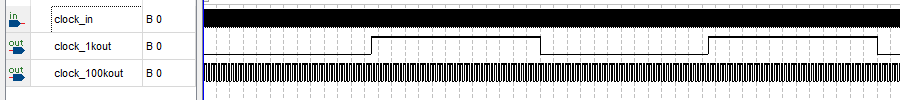 in clock_in B 0
out clock_1kout B 0
out clock_100kout B 0